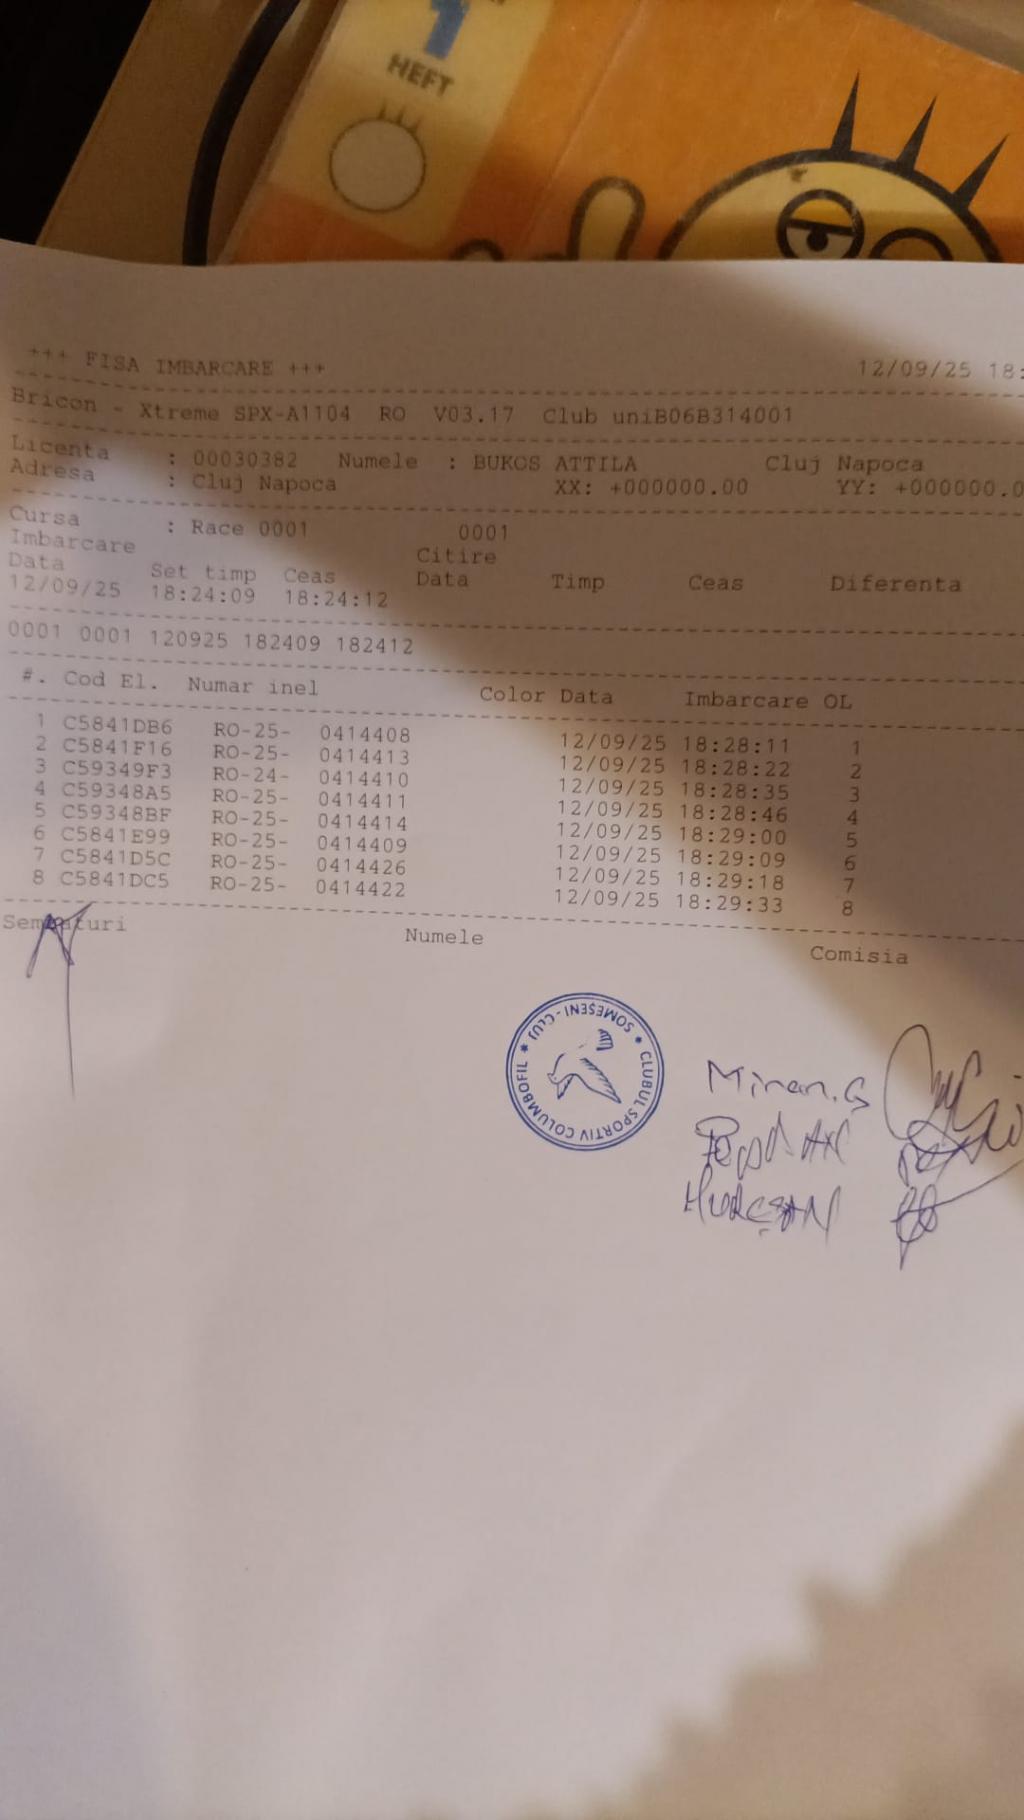 1
HEFT
+++ FISA IMBARCARE +++ 12/09/25 18:
Bricon - Xtreme SPX-A1104 RO V03.17 Club uniB06B314001
Licenta : 00030382 Numele : BUKOS ATTILA Cluj Napoca
Adresa : Cluj Napoca XX: +000000.00 YY: +000000.0
Cursa : Race 0001 0001
Imbarcare Citire
Data Set timp Ceas Data Timp Ceas Diferenta
12/09/25 18:24:09 18:24:12
0001 0001 120925 182409 182412
#. Cod El. Numar inel Color Data Imbarcare OL
1 C5841DB6 RO-25- 0414408 12/09/25 18:28:11 1
2 C5841F16 RO-25- 0414413 12/09/25 18:28:22 2
3 C59349F3 RO-24- 0414410 12/09/25 18:28:35 3
4 C59348A5 RO-25- 0414411 12/09/25 18:28:46 4
5 C59348BF RO-25- 0414414 12/09/25 18:29:00 5
6 C5841E99 RO-25- 0414409 12/09/25 18:29:09 6
7 C5841D5C RO-25- 0414426 12/09/25 18:29:18 7
8 C5841DC5 RO-25- 0414422 12/09/25 18:29:33 8
Semnaturi Numele Comisia
* CLUBUL SPORTIV COLUMBOFIL * SOMEȘENI-CLUJ